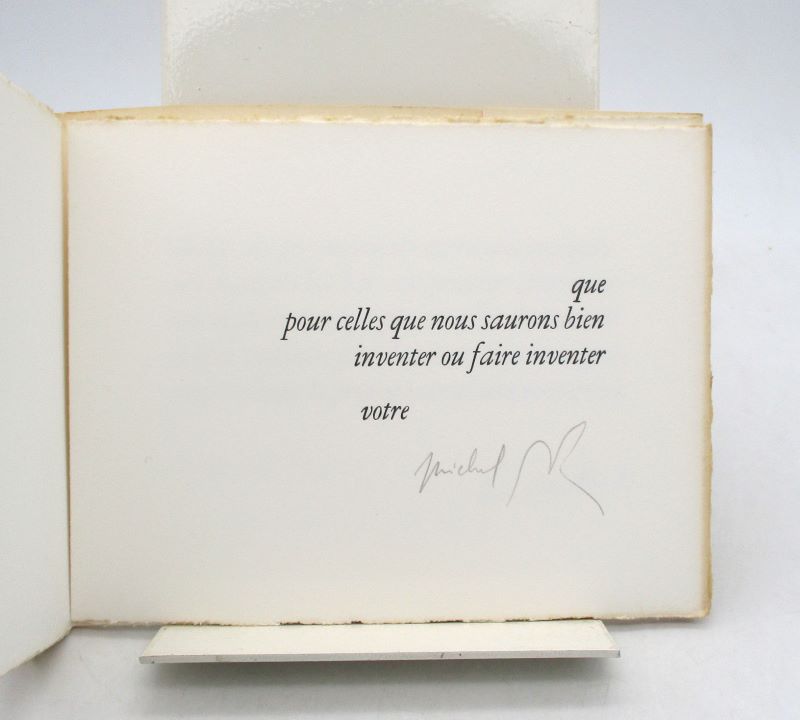 que
pour celles que nous saurons bien
inventer ou faire inventer
votre
michel